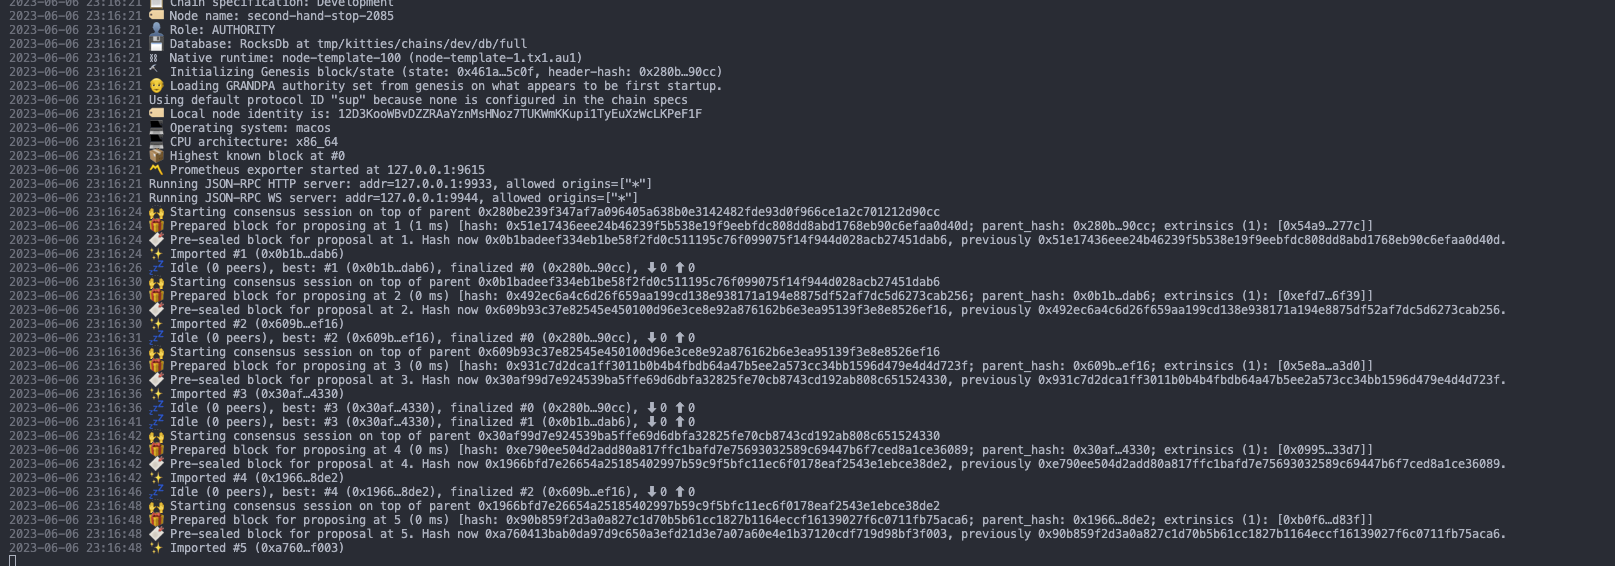 2023-06-06 23:16:21 📋 Chain specification: Development
2023-06-06 23:16:21 🏷 Node name: second-hand-stop-2085
2023-06-06 23:16:21 👤 Role: AUTHORITY
2023-06-06 23:16:21 💾 Database: RocksDb at tmp/kitties/chains/dev/db/full
2023-06-06 23:16:21 ⛓ Native runtime: node-template-100 (node-template-1.tx1.au1)
2023-06-06 23:16:21 🔨 Initializing Genesis block/state (state: 0x461a…5c0f, header-hash: 0x280b…90cc)
2023-06-06 23:16:21 👴 Loading GRANDPA authority set from genesis on what appears to be first startup.
2023-06-06 23:16:21 Using default protocol ID "sup" because none is configured in the chain specs
2023-06-06 23:16:21 🏷 Local node identity is: 12D3KooWBvDZZRAaYznMsHNoz7TUKWmKKupi1TyEuXzWcLKPeF1F
2023-06-06 23:16:21 💻 Operating system: macos
2023-06-06 23:16:21 💻 CPU architecture: x86_64
2023-06-06 23:16:21 📦 Highest known block at #0
2023-06-06 23:16:21 〽️ Prometheus exporter started at 127.0.0.1:9615
2023-06-06 23:16:21 Running JSON-RPC HTTP server: addr=127.0.0.1:9933, allowed origins=["*"]
2023-06-06 23:16:21 Running JSON-RPC WS server: addr=127.0.0.1:9944, allowed origins=["*"]
2023-06-06 23:16:24 🙌 Starting consensus session on top of parent 0x280be239f347af7a096405a638b0e3142482fde93d0f966ce1a2c701212d90cc
2023-06-06 23:16:24 🎁 Prepared block for proposing at 1 (1 ms) [hash: 0x51e17436eee24b46239f5b538e19f9eebfdc808dd8abd1768eb90c6efaa0d40d; parent_hash: 0x280b…90cc; extrinsics (1): [0x54a9…277c]]
2023-06-06 23:16:24 🔖 Pre-sealed block for proposal at 1. Hash now 0x0b1badeef334eb1be58f2fd0c511195c76f099075f14f944d028acb27451dab6, previously 0x51e17436eee24b46239f5b538e19f9eebfdc808dd8abd1768eb90c6efaa0d40d.
2023-06-06 23:16:24 ✨ Imported #1 (0x0b1b…dab6)
2023-06-06 23:16:26 💤 Idle (0 peers), best: #1 (0x0b1b…dab6), finalized #0 (0x280b…90cc), ⬇ 0 ⬆ 0
2023-06-06 23:16:30 🙌 Starting consensus session on top of parent 0x0b1badeef334eb1be58f2fd0c511195c76f099075f14f944d028acb27451dab6
2023-06-06 23:16:30 🎁 Prepared block for proposing at 2 (0 ms) [hash: 0x492ec6a4c6d26f659aa199cd138e938171a194e8875df52af7dc5d6273cab256; parent_hash: 0x0b1b…dab6; extrinsics (1): [0xefd7…6f39]]
2023-06-06 23:16:30 🔖 Pre-sealed block for proposal at 2. Hash now 0x609b93c37e82545e450100d96e3ce8e92a876162b6e3ea95139f3e8e8526ef16, previously 0x492ec6a4c6d26f659aa199cd138e938171a194e8875df52af7dc5d6273cab256.
2023-06-06 23:16:30 ✨ Imported #2 (0x609b…ef16)
2023-06-06 23:16:31 💤 Idle (0 peers), best: #2 (0x609b…ef16), finalized #0 (0x280b…90cc), ⬇ 0 ⬆ 0
2023-06-06 23:16:36 🙌 Starting consensus session on top of parent 0x609b93c37e82545e450100d96e3ce8e92a876162b6e3ea95139f3e8e8526ef16
2023-06-06 23:16:36 🎁 Prepared block for proposing at 3 (0 ms) [hash: 0x931c7d2dca1ff3011b0b4b4fbdb64a47b5ee2a573cc34bb1596d479e4d4d723f; parent_hash: 0x609b…ef16; extrinsics (1): [0x5e8a…a3d0]]
2023-06-06 23:16:36 🔖 Pre-sealed block for proposal at 3. Hash now 0x30af99d7e924539ba5ffe69d6dbfa32825fe70cb8743cd192ab808c651524330, previously 0x931c7d2dca1ff3011b0b4b4fbdb64a47b5ee2a573cc34bb1596d479e4d4d723f.
2023-06-06 23:16:36 ✨ Imported #3 (0x30af…4330)
2023-06-06 23:16:36 💤 Idle (0 peers), best: #3 (0x30af…4330), finalized #0 (0x280b…90cc), ⬇ 0 ⬆ 0
2023-06-06 23:16:41 💤 Idle (0 peers), best: #3 (0x30af…4330), finalized #1 (0x0b1b…dab6), ⬇ 0 ⬆ 0
2023-06-06 23:16:42 🙌 Starting consensus session on top of parent 0x30af99d7e924539ba5ffe69d6dbfa32825fe70cb8743cd192ab808c651524330
2023-06-06 23:16:42 🎁 Prepared block for proposing at 4 (0 ms) [hash: 0xe790ee504d2add80a817ffc1bafd7e75693032589c69447b6f7ced8a1ce36089; parent_hash: 0x30af…4330; extrinsics (1): [0x0995…33d7]]
2023-06-06 23:16:42 🔖 Pre-sealed block for proposal at 4. Hash now 0x1966bfd7e26654a25185402997b59c9f5bfc11ec6f0178eaf2543e1ebce38de2, previously 0xe790ee504d2add80a817ffc1bafd7e75693032589c69447b6f7ced8a1ce36089.
2023-06-06 23:16:42 ✨ Imported #4 (0x1966…8de2)
2023-06-06 23:16:46 💤 Idle (0 peers), best: #4 (0x1966…8de2), finalized #2 (0x609b…ef16), ⬇ 0 ⬆ 0
2023-06-06 23:16:48 🙌 Starting consensus session on top of parent 0x1966bfd7e26654a25185402997b59c9f5bfc11ec6f0178eaf2543e1ebce38de2
2023-06-06 23:16:48 🎁 Prepared block for proposing at 5 (0 ms) [hash: 0x90b859f2d3a0a827c1d70b5b61cc1827b1164eccf16139027f6c0711fb75aca6; parent_hash: 0x1966…8de2; extrinsics (1): [0xb0f6…d83f]]
2023-06-06 23:16:48 🔖 Pre-sealed block for proposal at 5. Hash now 0xa760413bab0da97d9c650a3efd21d3e7a07a60e4e1b37120cdf719d98bf3f003, previously 0x90b859f2d3a0a827c1d70b5b61cc1827b1164eccf16139027f6c0711fb75aca6.
2023-06-06 23:16:48 ✨ Imported #5 (0xa760…f003)